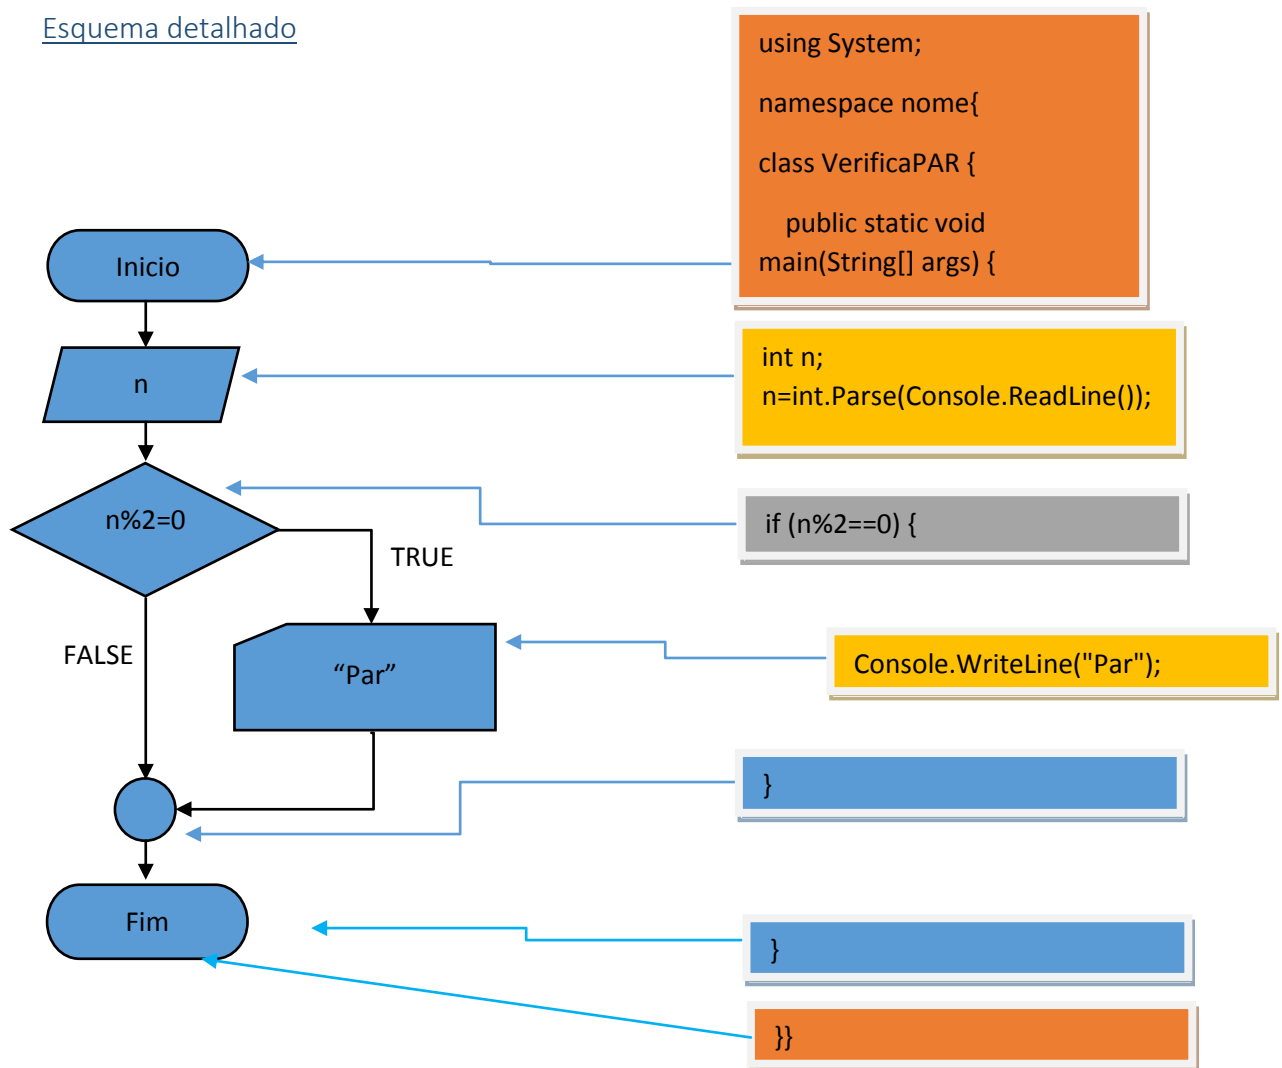 Esquema detalhado
using System;
namespace nome{
class VerificaPAR {
public static void
main(String[] args) {
Inicio
int n;
n=int.Parse(Console.ReadLine());
n
n%2=0
if (n%2==0) {
TRUE
FALSE
“Par”
Console.WriteLine("Par");
}
Fim
}
}}